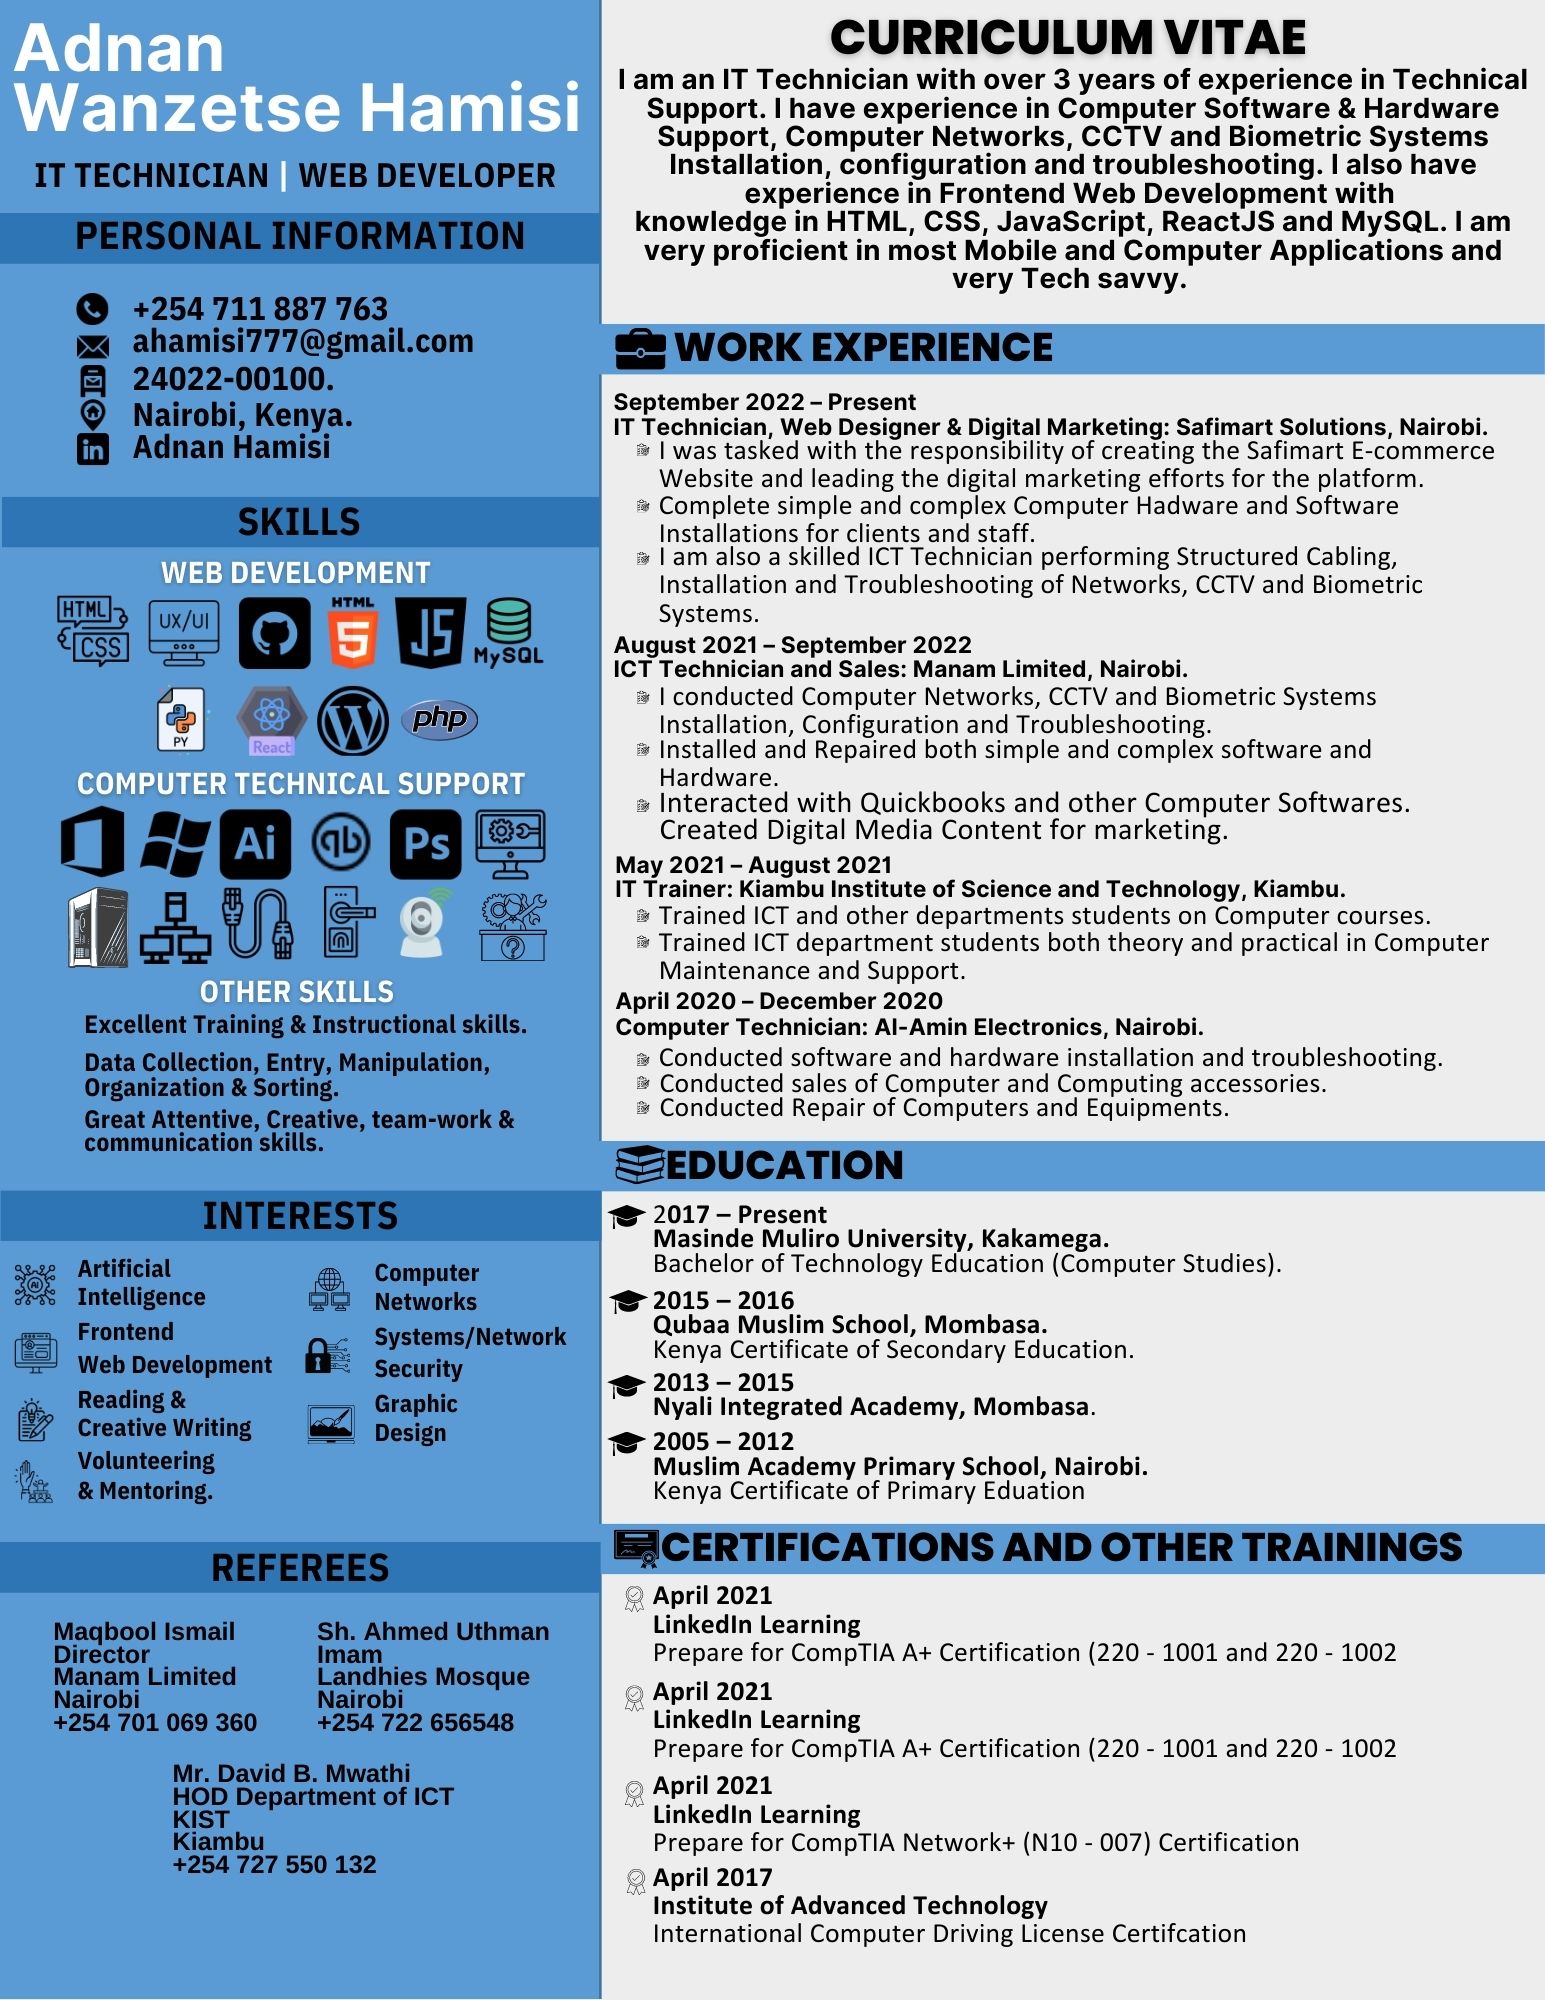 Adnan
Wanzetse Hamisi
IT TECHNICIAN | WEB DEVELOPER
PERSONAL INFORMATION
+254 711 887 763
ahamisi777@gmail.com
24022-00100.
Nairobi, Kenya.
in
Adnan Hamisi
SKILLS
WEB DEVELOPMENT
HTML
CSS
UX/UI
HTML
5
JS
MySQL
PY
React
W
php
COMPUTER TECHNICAL SUPPORT
Ai
qb
Ps
?
OTHER SKILLS
Excellent Training & Instructional skills.
Data Collection, Entry, Manipulation,
Organization & Sorting.
Great Attentive, Creative, team-work &
communication skills.
INTERESTS
AI
Artificial
Intelligence
Frontend
Web Development
Reading &
Creative Writing
Volunteering
& Mentoring.
Computer
Networks
Systems/Network
Security
Graphic
Design
REFEREES
Maqbool Ismail
Director
Manam Limited
Nairobi
+254 701 069 360
Sh. Ahmed Uthman
Imam
Landhies Mosque
Nairobi
+254 722 656548
Mr. David B. Mwathi
HOD Department of ICT
KIST
Kiambu
+254 727 550 132
CURRICULUM VITAE
I am an IT Technician with over 3 years of experience in Technical
Support. I have experience in Computer Software & Hardware
Support, Computer Networks, CCTV and Biometric Systems
Installation, configuration and troubleshooting. I also have
experience in Frontend Web Development with
knowledge in HTML, CSS, JavaScript, ReactJS and MySQL. I am
very proficient in most Mobile and Computer Applications and
very Tech savvy.
WORK EXPERIENCE
September 2022 – Present
IT Technician, Web Designer & Digital Marketing: Safimart Solutions, Nairobi.
I was tasked with the responsibility of creating the Safimart E-commerce
Website and leading the digital marketing efforts for the platform.
Complete simple and complex Computer Hadware and Software
Installations for clients and staff.
I am also a skilled ICT Technician performing Structured Cabling,
Installation and Troubleshooting of Networks, CCTV and Biometric
Systems.
August 2021 – September 2022
ICT Technician and Sales: Manam Limited, Nairobi.
I conducted Computer Networks, CCTV and Biometric Systems
Installation, Configuration and Troubleshooting.
Installed and Repaired both simple and complex software and
Hardware.
Interacted with Quickbooks and other Computer Softwares.
Created Digital Media Content for marketing.
May 2021 – August 2021
IT Trainer: Kiambu Institute of Science and Technology, Kiambu.
Trained ICT and other departments students on Computer courses.
Trained ICT department students both theory and practical in Computer
Maintenance and Support.
April 2020 – December 2020
Computer Technician: Al-Amin Electronics, Nairobi.
Conducted software and hardware installation and troubleshooting.
Conducted sales of Computer and Computing accessories.
Conducted Repair of Computers and Equipments.
EDUCATION
2017 – Present
Masinde Muliro University, Kakamega.
Bachelor of Technology Education (Computer Studies).
2015 – 2016
Qubaa Muslim School, Mombasa.
Kenya Certificate of Secondary Education.
2013 – 2015
Nyali Integrated Academy, Mombasa.
2005 – 2012
Muslim Academy Primary School, Nairobi.
Kenya Certificate of Primary Eduation
CERTIFICATIONS AND OTHER TRAININGS
April 2021
LinkedIn Learning
Prepare for CompTIA A+ Certification (220 - 1001 and 220 - 1002
April 2021
LinkedIn Learning
Prepare for CompTIA A+ Certification (220 - 1001 and 220 - 1002
April 2021
LinkedIn Learning
Prepare for CompTIA Network+ (N10 - 007) Certification
April 2017
Institute of Advanced Technology
International Computer Driving License Certifcation